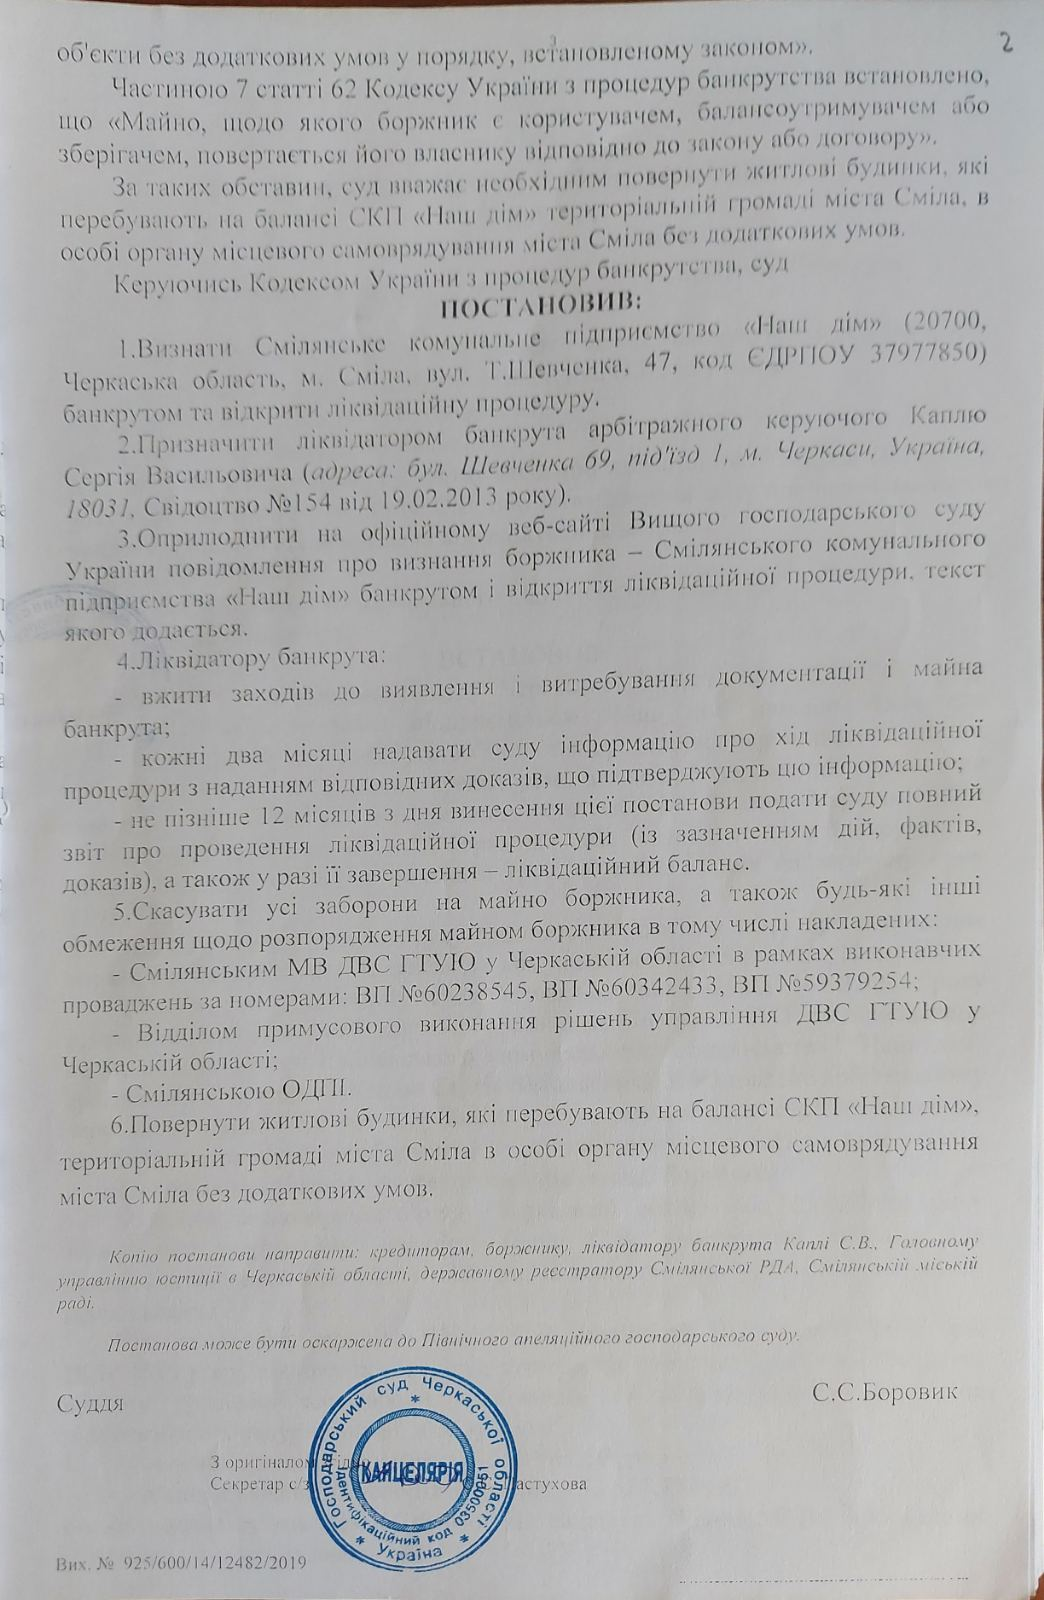 3
2
об'єкти без додаткових умов у порядку, встановленому законом».
Частиною 7 статті 62 Кодексу України з процедур банкрутства встановлено,
що «Майно, щодо якого боржник є користувачем, балансоутримувачем або
зберігачем, повертається його власнику відповідно до закону або договору».
За таких обставин, суд вважає необхідним повернути житлові будинки, які
перебувають на балансі СКП «Наш дім» територіальній громаді міста Сміла, в
особі органу місцевого самоврядування міста Сміла без додаткових умов.
Керуючись Кодексом України з процедур банкрутства, суд
ПОСТАНОВИВ:
1.Визнати Смілянське комунальне підприємство «Наш дім» (20700,
Черкаська область, м. Сміла, вул. Т.Шевченка, 47, код ЄДРПОУ 37977850)
банкрутом та відкрити ліквідаційну процедуру.
2.Призначити ліквідатором банкрута арбітражного керуючого Каплю
Сергія Васильовича (адреса: бул. Шевченка 69, під'їзд 1, м. Черкаси, Україна,
18031, Свідоцтво №154 від 19.02.2013 року).
3.Оприлюднити на офіційному веб-сайті Вищого господарського суду
України повідомлення про визнання боржника – Смілянського комунального
підприємства «Наш дім» банкрутом і відкриття ліквідаційної процедури, текст
якого додається.
4.Ліквідатору банкрута:
- вжити заходів до виявлення і витребування документації і майна
банкрута;
- кожні два місяці надавати суду інформацію про хід ліквідаційної
процедури з наданням відповідних доказів, що підтверджують цю інформацію;
- не пізніше 12 місяців з дня винесення цієї постанови подати суду повний
звіт про проведення ліквідаційної процедури (із зазначенням дій, фактів,
доказів), а також у разі її завершення – ліквідаційний баланс.
5.Скасувати усі заборони на майно боржника, а також будь-які інші
обмеження щодо розпорядження майном боржника в тому числі накладених:
- Смілянським МВ ДВС ГТУЮ у Черкаській області в рамках виконавчих
проваджень за номерами: ВП №60238545, ВП №60342433, ВП №59379254;
- Відділом примусового виконання рішень управління ДВС ГТУЮ у
Черкаській області;
- Смілянською ОДПІ.
6.Повернути житлові будинки, які перебувають на балансі СКП «Наш дім»,
територіальній громаді міста Сміла в особі органу місцевого самоврядування
міста Сміла без додаткових умов.
Копію постанови направити: кредиторам, боржнику, ліквідатору банкрута Каплі С.В., Головному
управлінню юстиції в Черкаській області, державному реєстратору Смілянської РДА, Смілянській міській
раді.
Постанова може бути оскаржена до Північного апеляційного господарського суду.
Суддя С.С.Боровик
З оригіналом
Секретар с/з
Господарський суд Черкаської області
Ідентифікаційний код 03500051
КАНЦЕЛЯРІЯ
Україна
Вих. № 925/600/14/12482/2019